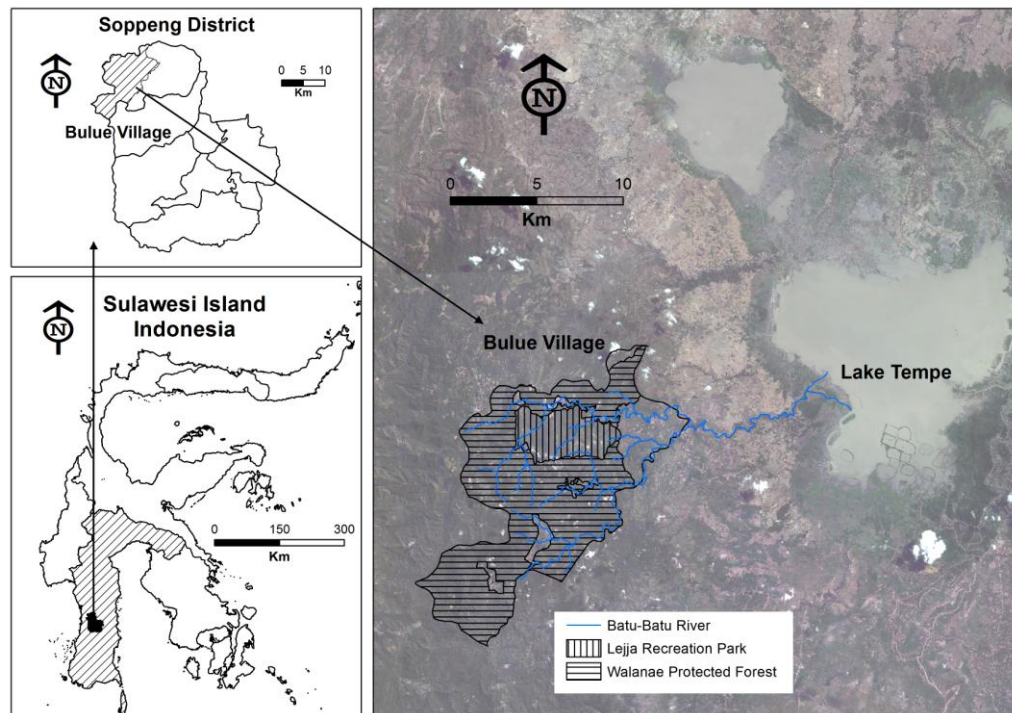 Soppeng District
N
0 5 10
Km
Bulue Village
Sulawesi Island
Indonesia
N
0 150 300
Km
N
0 5 10
Km
Bulue Village
Lake Tempe
Batu-Batu River
Lejja Recreation Park
Walanae Protected Forest